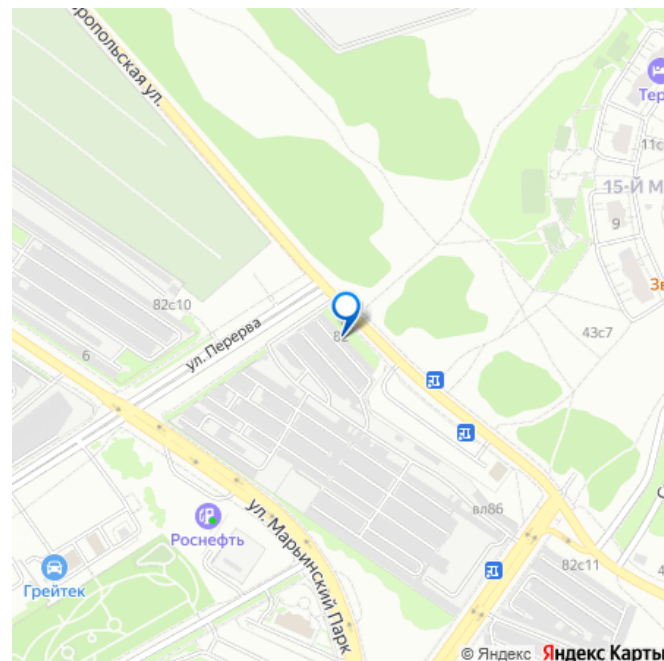 ропольская ул.
Тер
11с
15-Й М
9
Зв
82с10
ул. Перерва
82
6
43с7
ул. Марьинский Парк
вл86
Роснефть
82с11
Грейтек
4
© Яндекс Яндекс Карты